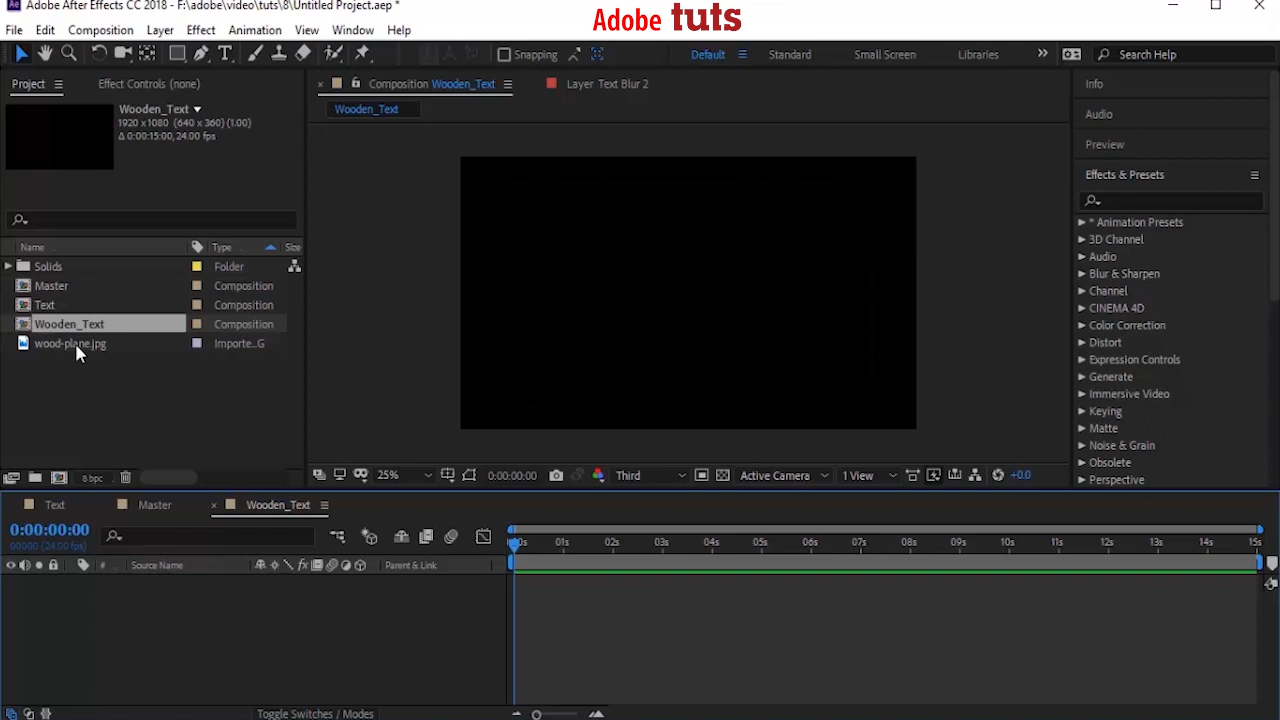 Adobe After Effects CC 2018 - F:\adobe\video\tuts\8\Untitled Project.aep *
Adobe tuts
File Edit Composition Layer Effect Animation View Window Help
Snapping Default Standard Small Screen Libraries Search Help
Project Effect Controls (none) Composition Wooden_Text Layer Text Blur 2 Info
Wooden_Text
1920 x1080 (640 x 360) (1.00)
Δ 0:00:15:00, 24.00 fps
Wooden_Text
Audio
Preview
Effects & Presets
Name Type Size
Solids Folder
Master Composition
Text Composition
Wooden_Text Composition
wood-plane.jpg Importe...G
* Animation Presets
3D Channel
Audio
Blur & Sharpen
Channel
CINEMA 4D
Color Correction
Distort
Expression Controls
Generate
Immersive Video
Keying
Matte
Noise & Grain
Obsolete
Perspective
8 bpc 25% 0:00:00:00 Third Active Camera 1 View +0.0
Text Master Wooden_Text
0:00:00:00
00000 (24.00 fps)
00s 01s 02s 03s 04s 05s 06s 07s 08s 09s 10s 11s 12s 13s 14s 15s
# Source Name fx Parent & Link
Toggle Switches / Modes